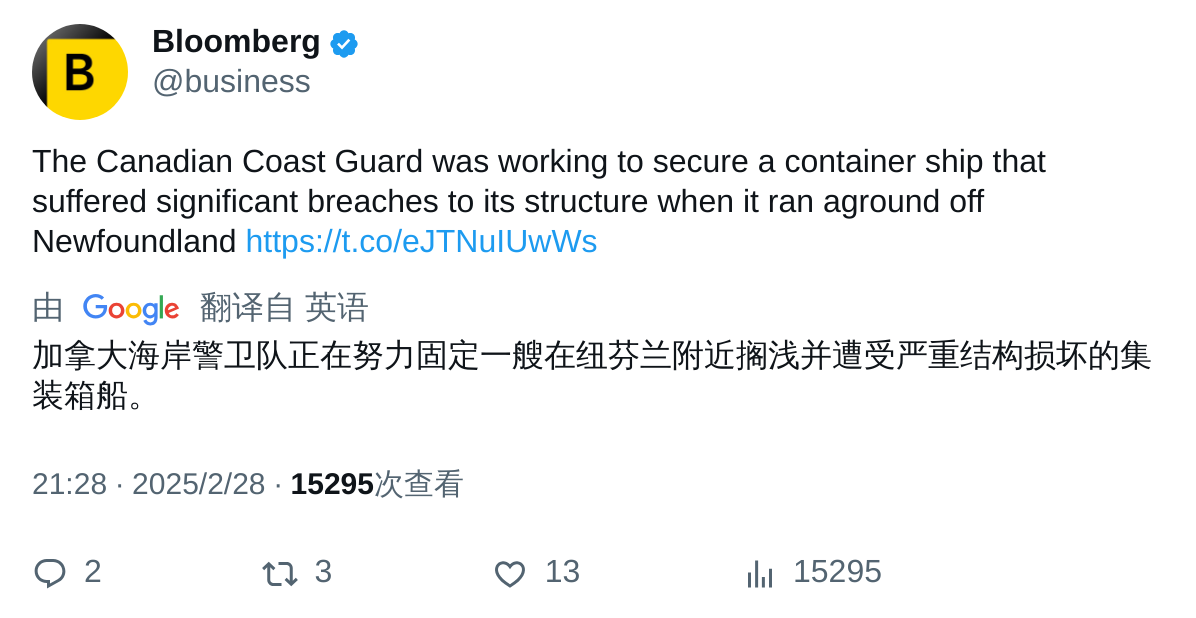 B
Bloomberg
@business
The Canadian Coast Guard was working to secure a container ship that
suffered significant breaches to its structure when it ran aground off
Newfoundland https://t.co/eJTNuIUwWs
由 Google 翻译自 英语
加拿大海岸警卫队正在努力固定一艘在纽芬兰附近搁浅并遭受严重结构损坏的集
装箱船。
21:28 · 2025/2/28 · 15295次查看
2 3 13 15295